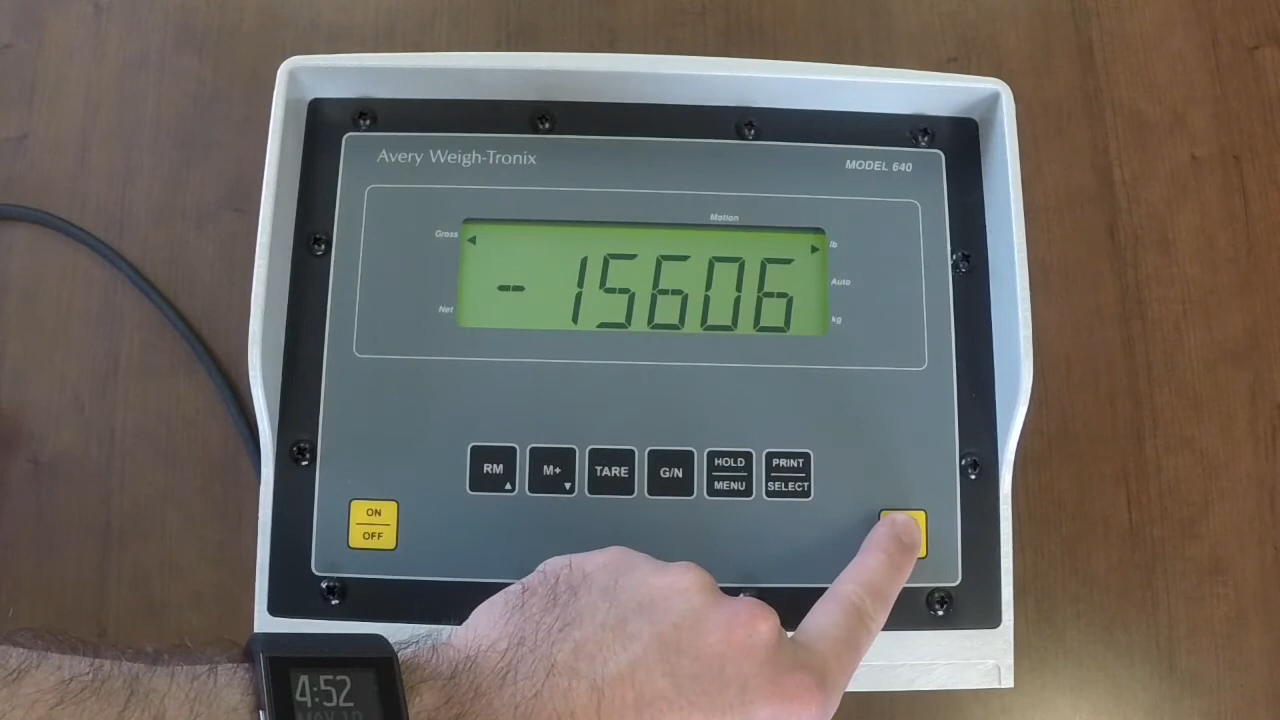 Avery Weigh-Tronix
MODEL 640
Motion
Gross
lb
- 15606
Auto
Net
kg
RM
M+
TARE
G/N
HOLD
MENU
PRINT
SELECT
ON
OFF
4:52